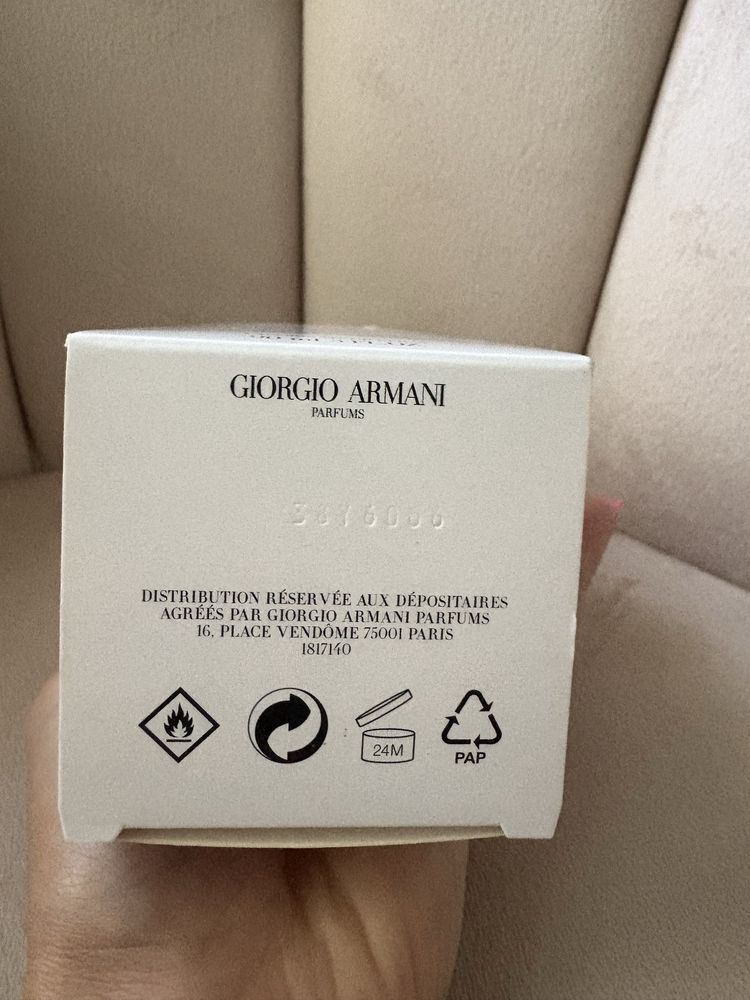 GIORGIO ARMANI
PARFUMS
DISTRIBUTION RÉSERVÉE AUX DÉPOSITAIRES
AGRÉÉS PAR GIORGIO ARMANI PARFUMS
16, PLACE VENDÔME 75001 PARIS
1817140
24M
PAP